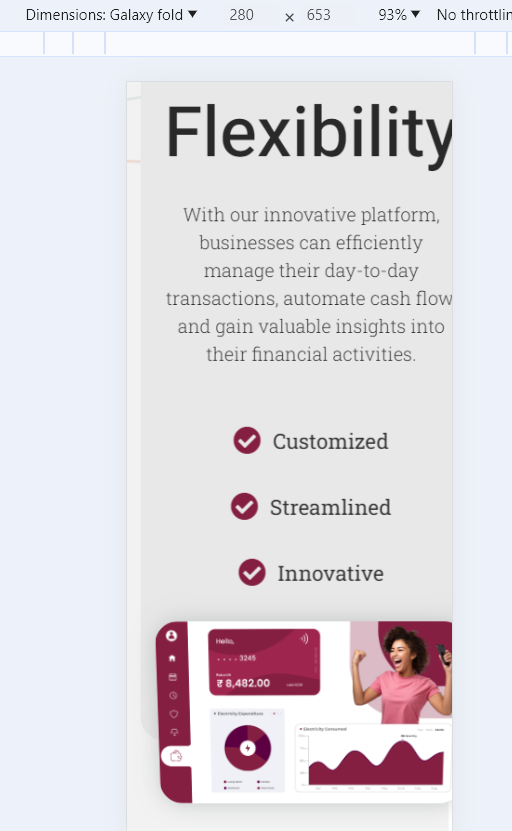 Dimensions: Galaxy fold ▼ 280 × 653 93% ▼ No throttlin
Flexibility
With our innovative platform,
businesses can efficiently
manage their day-to-day
transactions, automate cash flow
and gain valuable insights into
their financial activities.
Customized
Streamlined
Innovative
Hello,
3245
Balance
₹ 8,482.00
Electricity Expenditure
Electricity Consumed